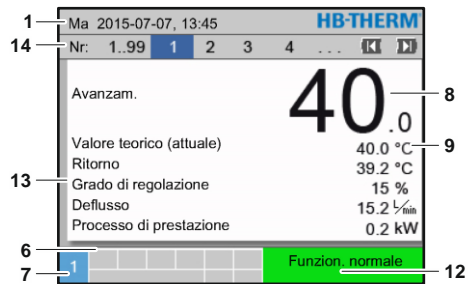 1 Ma 2015-07-07, 13:45 HB-THERM
14 Nr: 1..99 1 2 3 4 ...
Avanzam. 40.0 8
Valore teorico (attuale) 40.0 °C 9
Ritorno 39.2 °C
13 Grado di regolazione 15 %
Deflusso 15.2 L/min
Processo di prestazione 0.2 kW
6
7 1 Funzion. normale 12